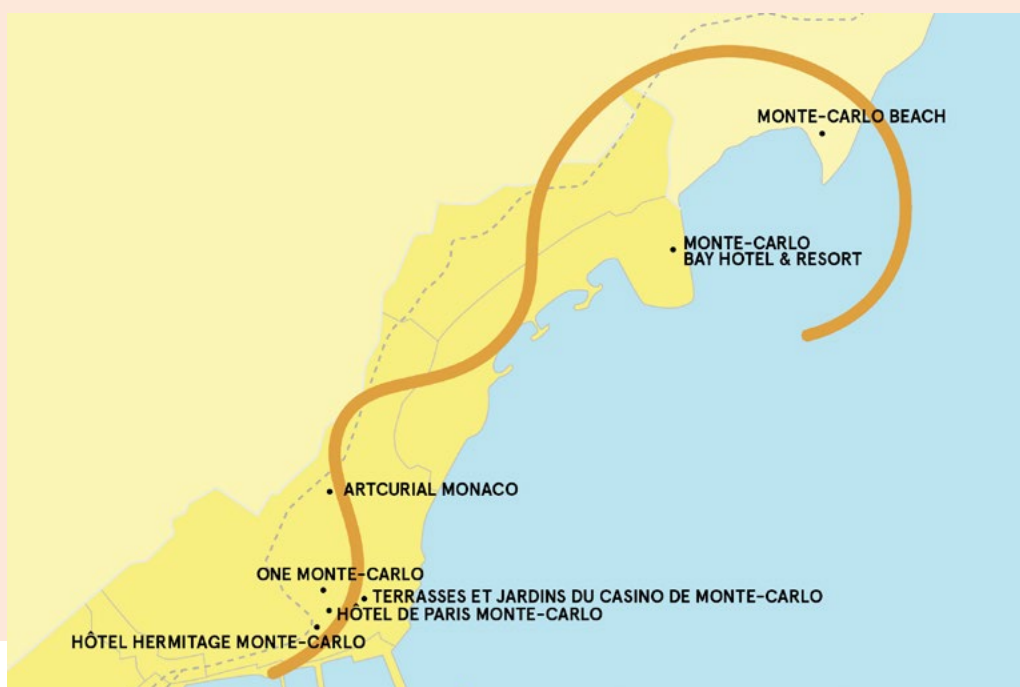 MONTE-CARLO BEACH
MONTE-CARLO
BAY HOTEL & RESORT
ARTCURIAL MONACO
ONE MONTE-CARLO
TERRASSES ET JARDINS DU CASINO DE MONTE-CARLO
HÔTEL DE PARIS MONTE-CARLO
HÔTEL HERMITAGE MONTE-CARLO